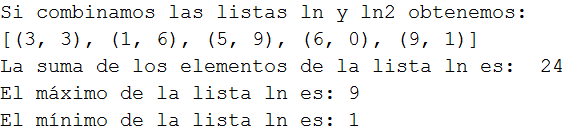 Si combinamos las listas ln y ln2 obtenemos:
[(3, 3), (1, 6), (5, 9), (6, 0), (9, 1)]
La suma de los elementos de la lista ln es:  24
El máximo de la lista ln es: 9
El mínimo de la lista ln es: 1